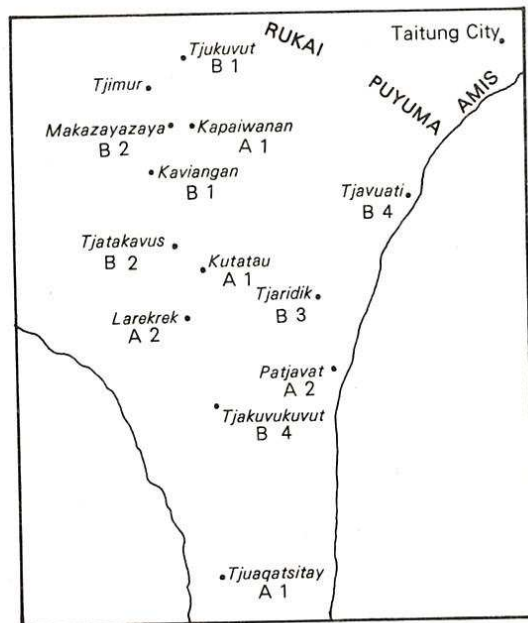 RUKAI
Taitung City
Tjukuvut
B 1
Tjimur
PUYUMA
AMIS
Makazayazaya
B 2
Kapaiwanan
A 1
Kaviangan
B 1
Tjavuati
B 4
Tjatakavus
B 2
Kutatau
A 1
Tjaridik
B 3
Larekrek
A 2
Patjavat
A 2
Tjakuvukuvut
B 4
Tjuaqatsitay
A 1